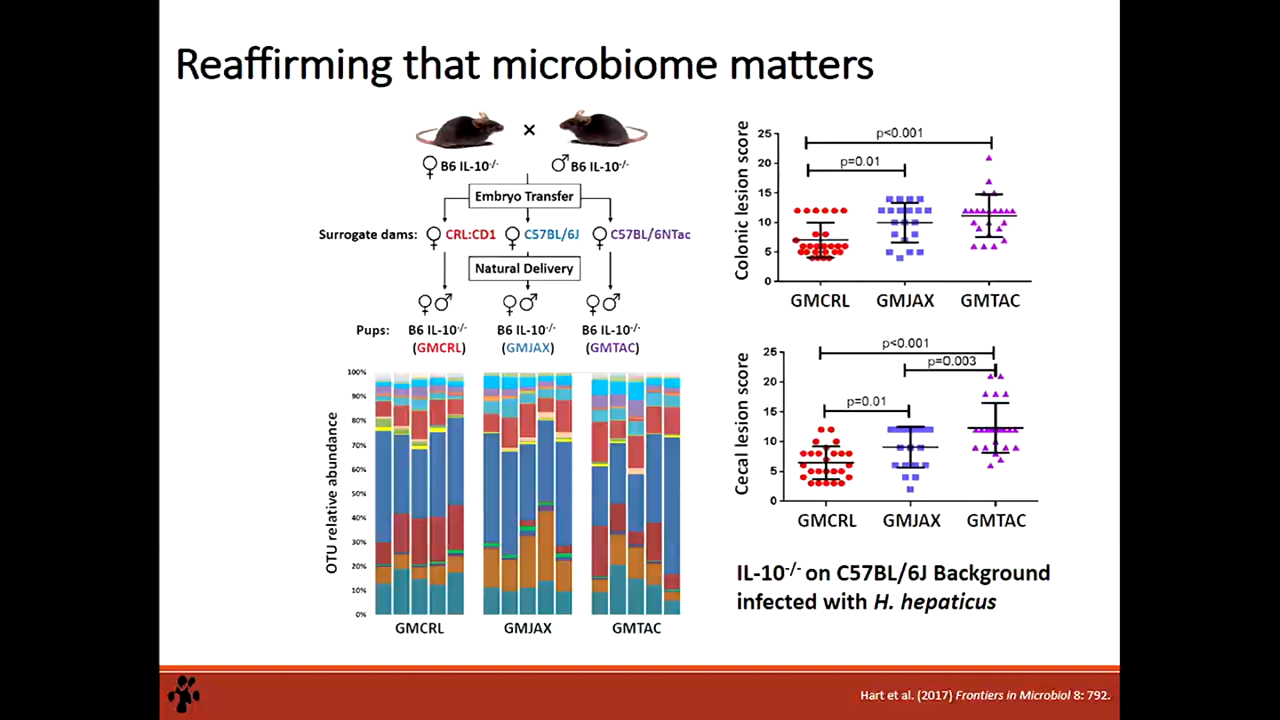 Reaffirming that microbiome matters
×
♀ B6 IL-10-/-
♂ B6 IL-10-/-
Embryo Transfer
Surrogate dams: ♀ CRL:CD1 ♀ C57BL/6J ♀ C57BL/6NTac
Natural Delivery
♀♂ ♀♂ ♀♂
Pups: B6 IL-10-/- B6 IL-10-/- B6 IL-10-/-
(GMCRL) (GMJAX) (GMTAC)
OTU relative abundance
100%
90%
80%
70%
60%
50%
40%
30%
20%
10%
0%
GMCRL GMJAX GMTAC
Colonic lesion score
25
20
15
10
5
0
p<0.001
p=0.01
GMCRL GMJAX GMTAC
Cecal lesion score
25
20
15
10
5
0
p<0.001
p=0.003
p=0.01
GMCRL GMJAX GMTAC
IL-10-/- on C57BL/6J Background
infected with H. hepaticus
Hart et al. (2017) Frontiers in Microbiol 8: 792.